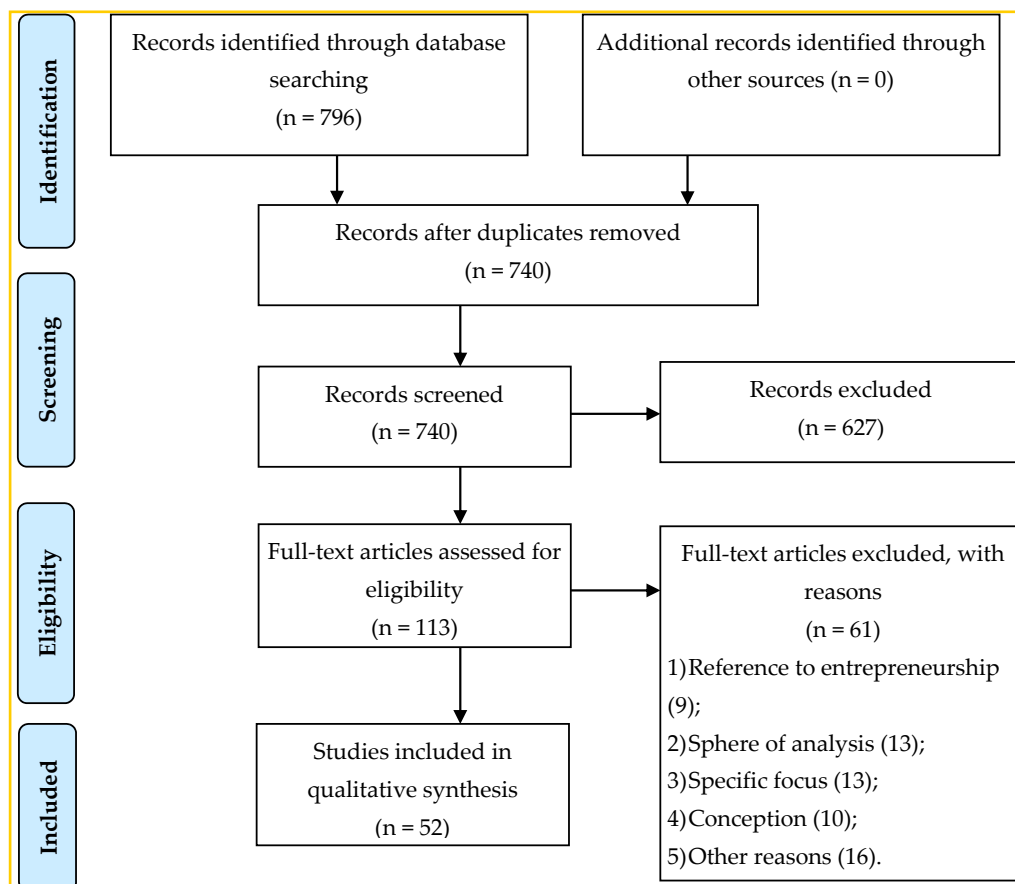 Identification
Records identified through database
searching
(n = 796)
Additional records identified through
other sources (n = 0)
Records after duplicates removed
(n = 740)
Screening
Records screened
(n = 740)
Records excluded
(n = 627)
Eligibility
Full-text articles assessed for
eligibility
(n = 113)
Full-text articles excluded, with
reasons
(n = 61)
1)Reference to entrepreneurship
(9);
2)Sphere of analysis (13);
3)Specific focus (13);
4)Conception (10);
5)Other reasons (16).
Included
Studies included in
qualitative synthesis
(n = 52)